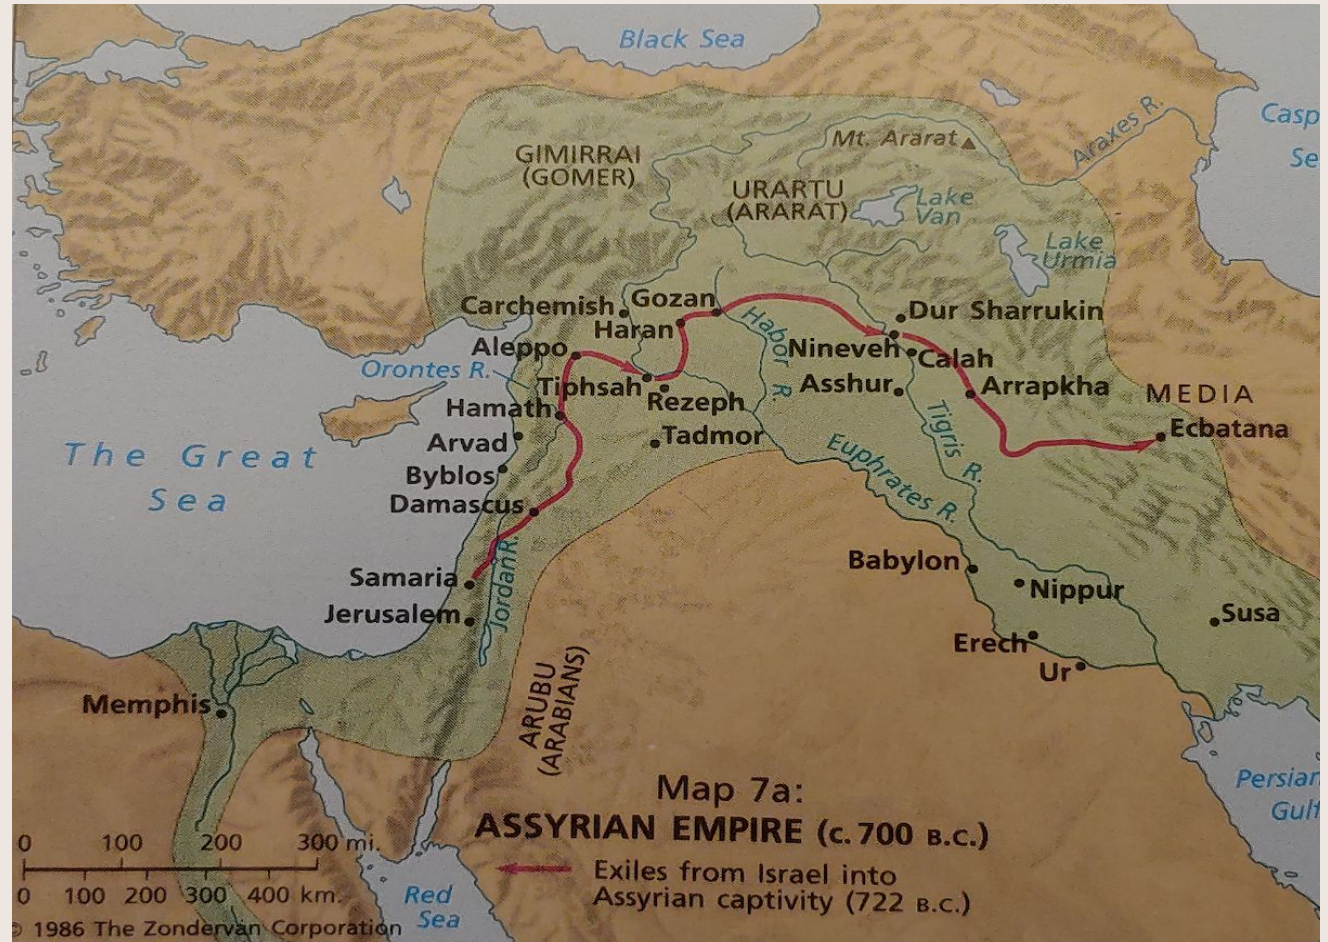 Black Sea
Casp
Se
Araxes R.
Mt. Ararat
GIMIRRAI
(GOMER)
URARTU
(ARARAT)
Lake
Van
Lake
Urmia
Carchemish
Gozan
Haran
Dur Sharrukin
Habor R.
Nineveh
Calah
Aleppo
Orontes R.
Tiphsah
Rezeph
Asshur
Arrapkha
MEDIA
Hamath
Tigris R.
Ecbatana
Arvad
Tadmor
The Great
Sea
Byblos
Euphrates R.
Damascus
Jordan R.
Samaria
Babylon
Nippur
Jerusalem
Susa
Erech
Ur
Memphis
ARUBU
(ARABIANS)
Persian
Gulf
Map 7a:
ASSYRIAN EMPIRE (c. 700 B.C.)
Exiles from Israel into
Assyrian captivity (722 B.C.)
0 100 200 300 mi.
0 100 200 300 400 km.
Red
Sea
© 1986 The Zondervan Corporation